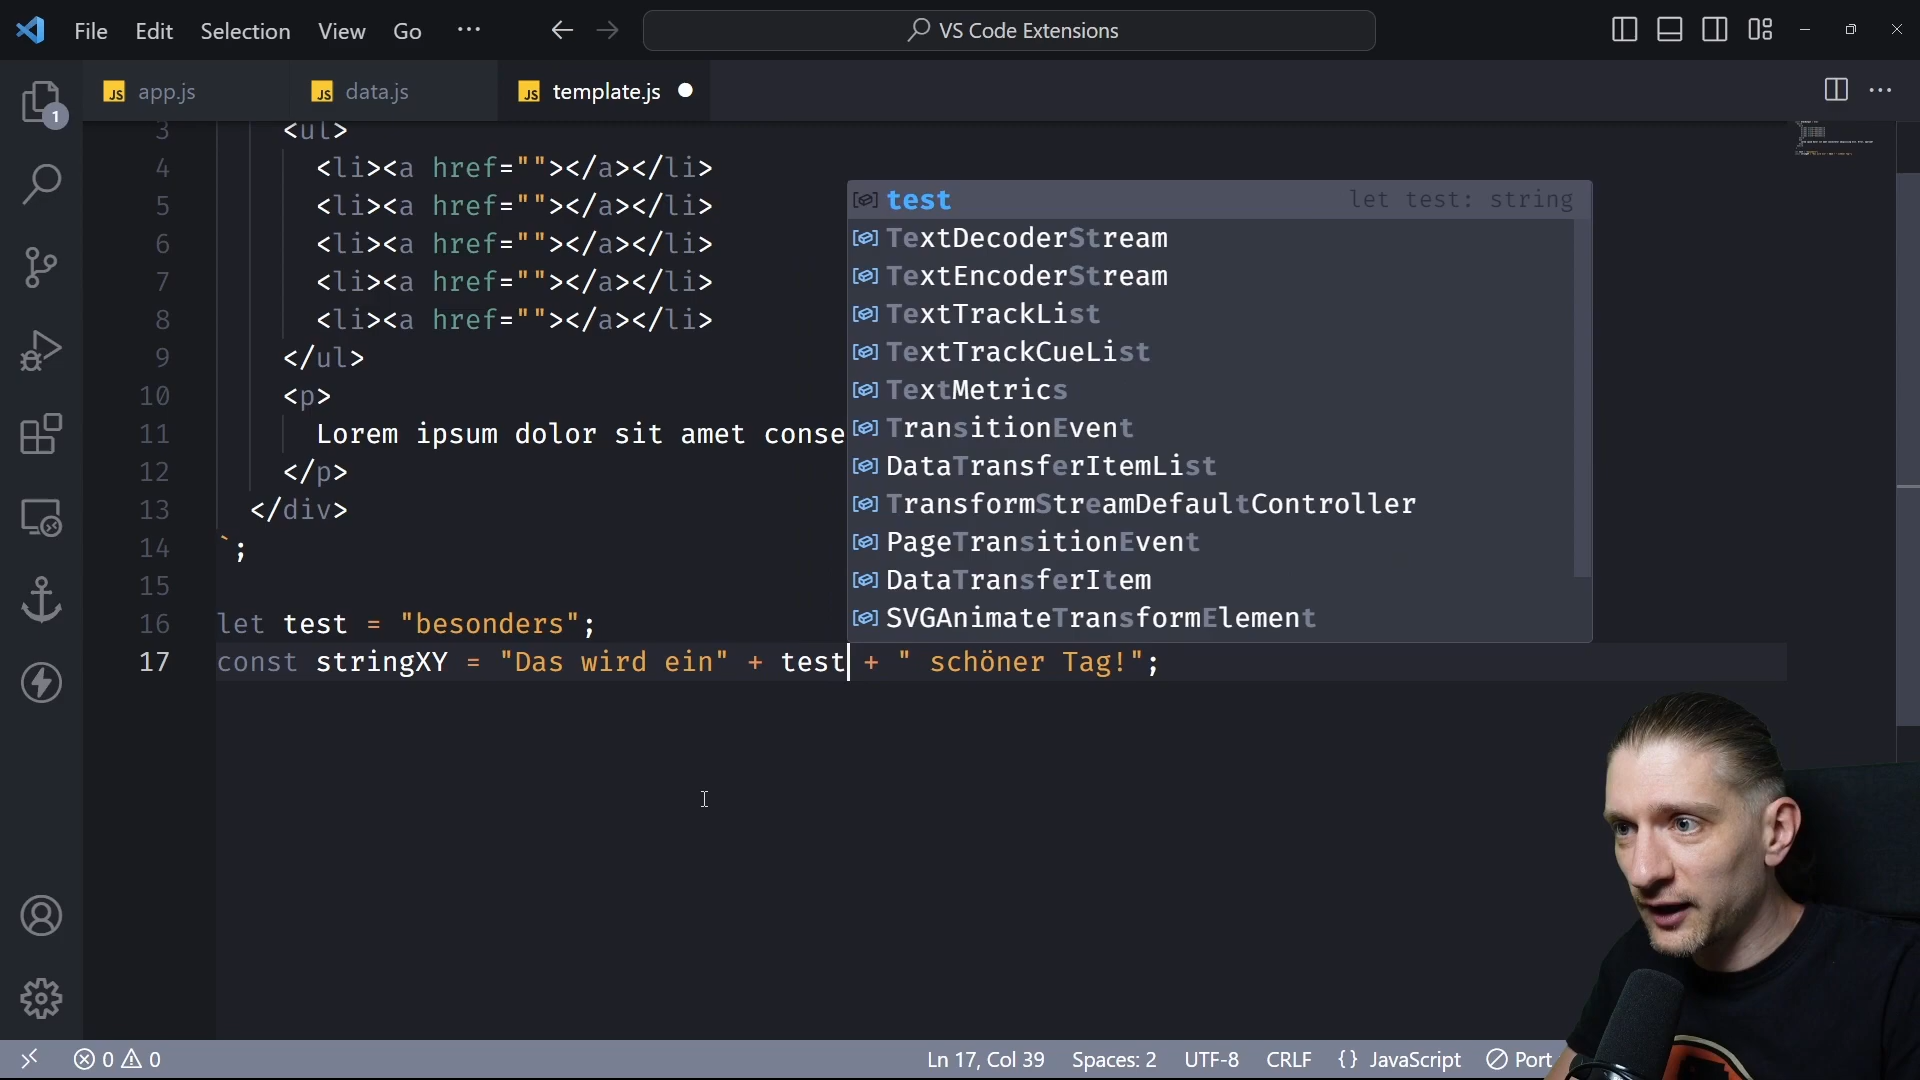 File Edit Selection View Go ···
VS Code Extensions
JS app.js
JS data.js
JS template.js
1
3 <ul>
4 <li><a href=""></a></li>
5 <li><a href=""></a></li>
6 <li><a href=""></a></li>
7 <li><a href=""></a></li>
8 <li><a href=""></a></li>
9 </ul>
10 <p>
11 Lorem ipsum dolor sit amet conse
12 </p>
13 </div>
14 `;
15
16 let test = "besonders";
17 const stringXY = "Das wird ein" + test + " schöner Tag!";
test let test: string
TextDecoderStream
TextEncoderStream
TextTrackList
TextTrackCueList
TextMetrics
TransitionEvent
DataTransferItemList
TransformStreamDefaultController
PageTransitionEvent
DataTransferItem
SVGAnimateTransformElement
0 0 Ln 17, Col 39 Spaces: 2 UTF-8 CRLF {} JavaScript Port